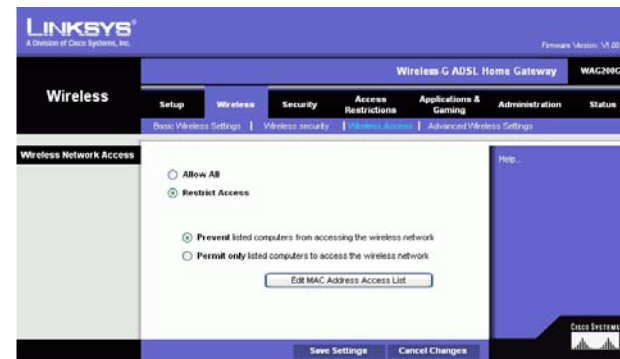 LINKSYS®
A Division of Cisco Systems, Inc.
Firmware Version: V1.00
Wireless-G ADSL Home Gateway WAG200G
Wireless
Setup Wireless Security Access Restrictions Applications & Gaming Administration Status
Basic Wireless Settings | Wireless security | Wireless Access | Advanced Wireless Settings
Wireless Network Access
Help...
Allow All
Restrict Access
Prevent listed computers from accessing the wireless network
Permit only listed computers to access the wireless network
Edit MAC Address Access List
Save Settings Cancel Changes
CISCO SYSTEMS